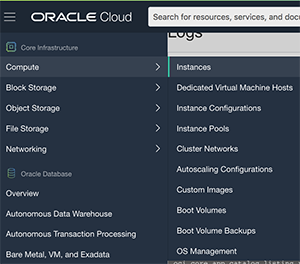 ORACLE Cloud
Search for resources, services, and docu
Logs
Core Infrastructure
Compute
Block Storage
Object Storage
File Storage
Networking
Oracle Database
Overview
Autonomous Data Warehouse
Autonomous Transaction Processing
Bare Metal, VM, and Exadata
Instances
Dedicated Virtual Machine Hosts
Instance Configurations
Instance Pools
Cluster Networks
Autoscaling Configurations
Custom Images
Boot Volumes
Boot Volume Backups
OS Management
oci_core_app_catalog_listing